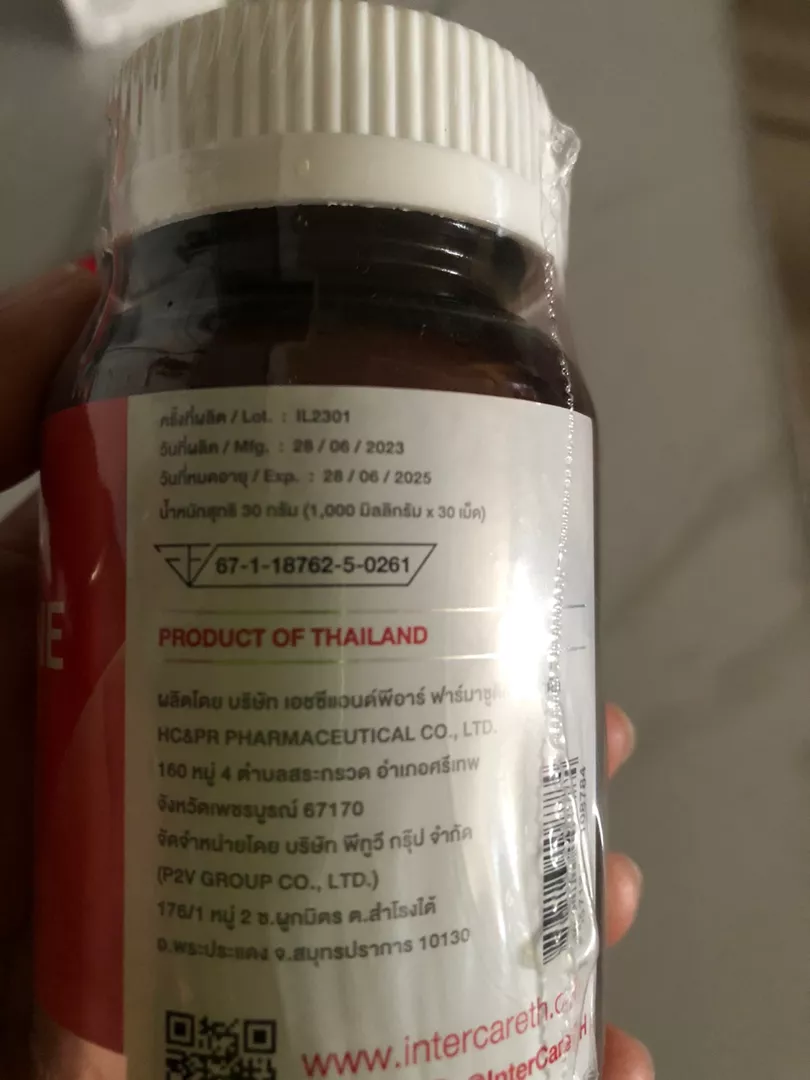 ครั้งที่ผลิต / Lot. : IL2301
วันที่ผลิต / Mfg. : 28 / 06 / 2023
วันที่หมดอายุ / Exp. : 28 / 06 / 2025
น้ำหนักสุทธิ 30 กรัม (1,000 มิลลิกรัม x 30 เม็ด)
67-1-18762-5-0261
PRODUCT OF THAILAND
ผลิตโดย บริษัท เอชซีแอนด์พีอาร์
HC&PR PHARMACEUTICAL CO., LTD.
160 หมู่ 4 ตำบลสระกรวด อำเภอศรีเทพ
จังหวัดเพชรบูรณ์ 67170
จัดจำหน่ายโดย บริษัท พีทูวี กรุ๊ป จำกัด
(P2V GROUP CO., LTD.)
176/1 หมู่ 2 ซ.ผูกมิตร ต.สำโรงใต้
อ.พระประแดง จ.สมุทรปราการ 10130